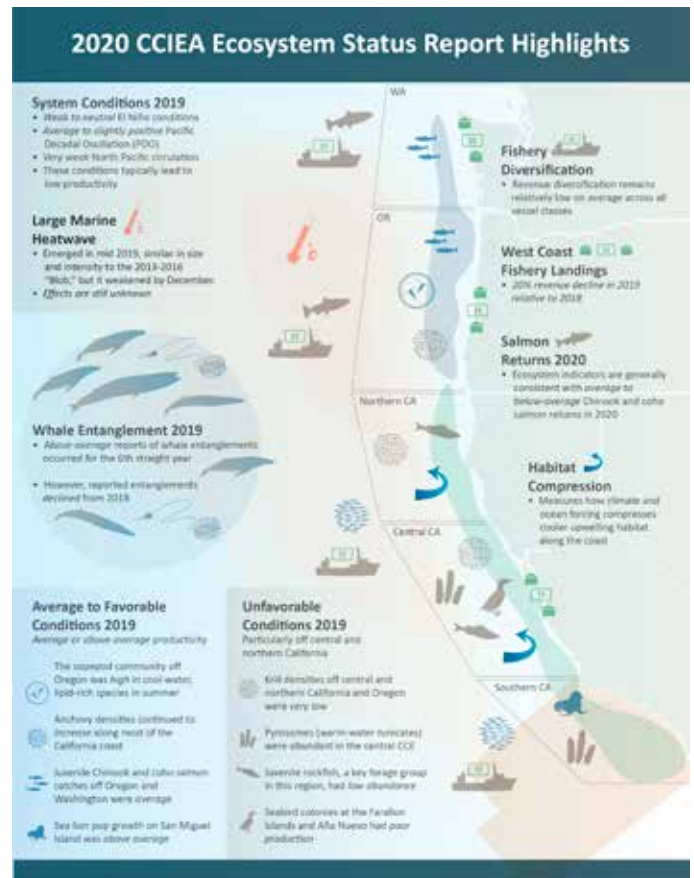 2020 CCIEA Ecosystem Status Report Highlights
System Conditions 2019
• Weak to neutral El Niño conditions
• Average to slightly positive Pacific
Decadal Oscillation (PDO)
• Very weak North Pacific circulation
• These conditions typically lead to
low productivity
Large Marine
Heatwave
• Emerged in mid 2019, similar in size
and intensity to the 2013-2016
"Blob," but it weakened by December.
• Effects are still unknown
Whale Entanglement 2019
• Above average reports of whale entanglements
occurred for the 6th straight year
• However, reported entanglements
declined from 2018
WA
OR
Northern CA
Central CA
Southern CA
Fishery
Diversification
• Revenue diversification remains
relatively low on average across all
vessel classes
West Coast
Fishery Landings
• 20% revenue decline in 2019
relative to 2018
Salmon
Returns 2020
• Ecosystem indicators are generally
consistent with average to
below-average Chinook and coho
salmon returns in 2020
Habitat
Compression
• Measures how climate and
ocean forcing compresses
cooler upwelling habitat
along the coast
Average to Favorable
Conditions 2019
Average or above average productivity
The copepod community off
Oregon was high in cool-water,
lipid-rich species in summer
Anchovy densities continued to
increase along most of the
California coast
Juvenile Chinook and coho salmon
catches off Oregon and
Washington were average
Sea lion pup growth on San Miguel
Island was above average
Unfavorable
Conditions 2019
Particularly off central and
northern California
Krill densities off central and
northern California and Oregon
were very low
Pyrosomes (warm-water tunicates)
were abundant in the central CCE
Juvenile rockfish, a key forage group
in this region, had low abundance
Seabird colonies at the Farallon
Islands and Año Nuevo had poor
production